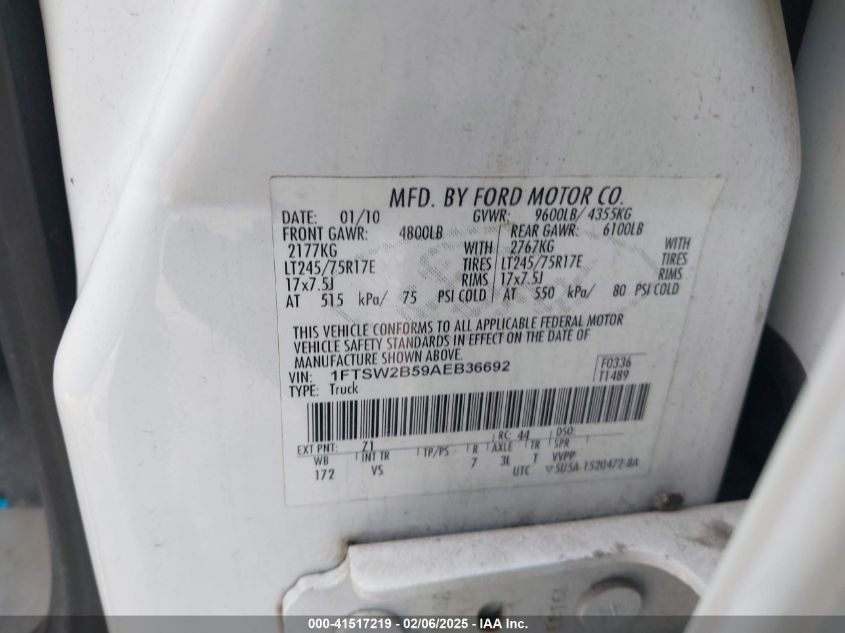 MFD. BY FORD MOTOR CO.
DATE: 01/10 GVWR: 9600LB/ 4355KG
FRONT GAWR: 4800LB REAR GAWR: 6100LB
2177KG WITH 2767KG WITH
LT245/75R17E TIRES LT245/75R17E TIRES
17x7.5J RIMS 17x7.5J RIMS
AT 515 kPa/ 75 PSI COLD AT 550 kPa/ 80 PSI COLD
THIS VEHICLE CONFORMS TO ALL APPLICABLE FEDERAL MOTOR
VEHICLE SAFETY STANDARDS IN EFFECT ON THE DATE OF
MANUFACTURE SHOWN ABOVE.
VIN: 1FTSW2B59AEB36692 F0336
TYPE: Truck T1489
EXT PNT: Z1 RC: 44 DSO:
WB INT TR TP/PS R AXLE TR SPR
172 VS 7 3L T VVPP
UTC 5U5A-1520472-BA
000-41517219 - 02/06/2025 - IAA Inc.